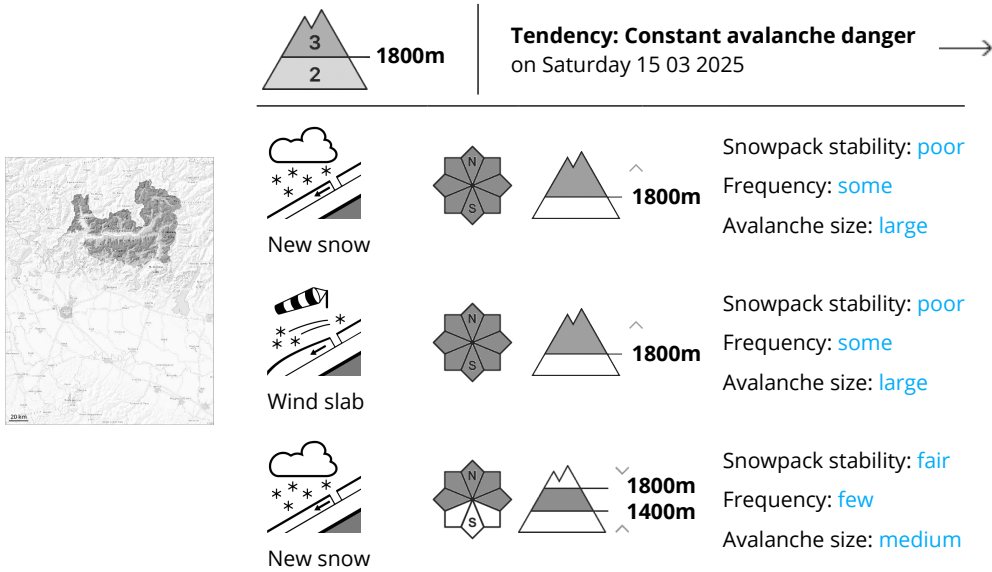 3
2
1800m
Tendency: Constant avalanche danger
on Saturday 15 03 2025
20 km
N
S
1800m
New snow
Snowpack stability: poor
Frequency: some
Avalanche size: large
N
S
1800m
Wind slab
Snowpack stability: poor
Frequency: some
Avalanche size: large
N
S
1800m
1400m
New snow
Snowpack stability: fair
Frequency: few
Avalanche size: medium